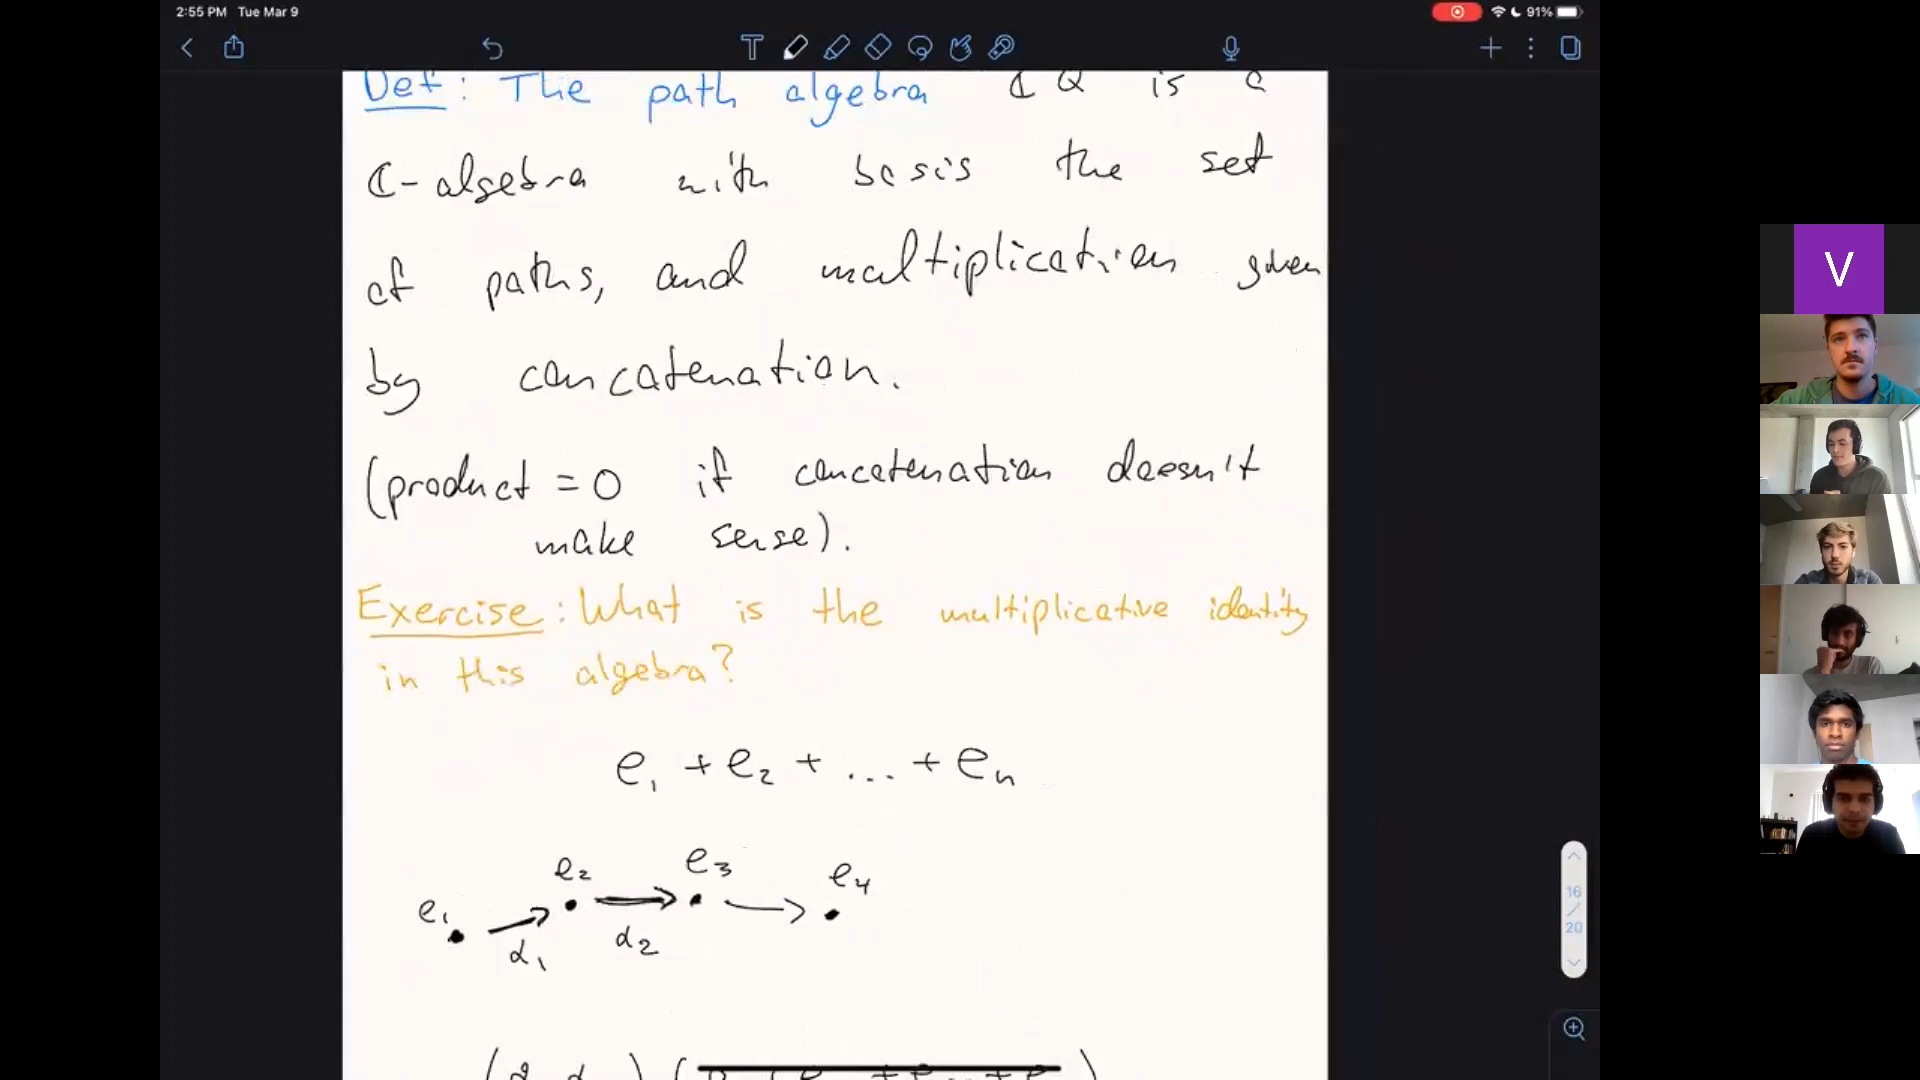 2:55 PM Tue Mar 9
91%
Def: The path algebra ℂQ is a
ℂ-algebra with basis the set
of paths, and multiplication given
by concatenation.
(product = 0 if concatenation doesn't
make sense).
Exercise: What is the multiplicative identity
in this algebra?
e₁ + e₂ + ... + eₙ
e₁ e₂ e₃ e₄
α₁ α₂
16
/
20
V